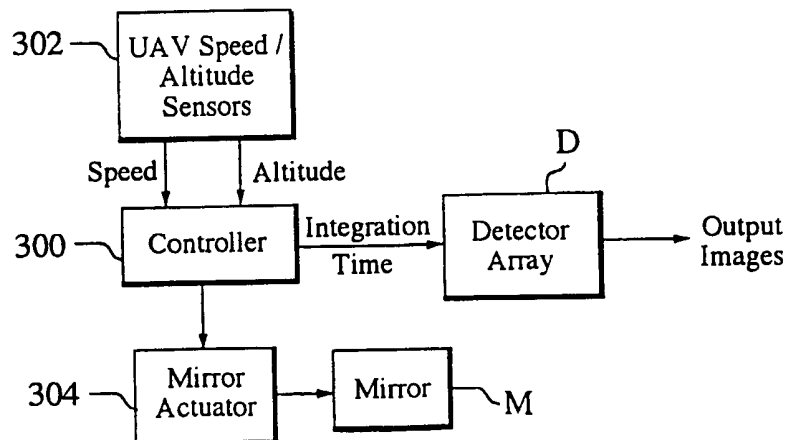 302
UAV Speed /
Altitude
Sensors
Speed
Altitude
D
300
Controller
Integration
Time
Detector
Array
Output
Images
304
Mirror
Actuator
Mirror
M